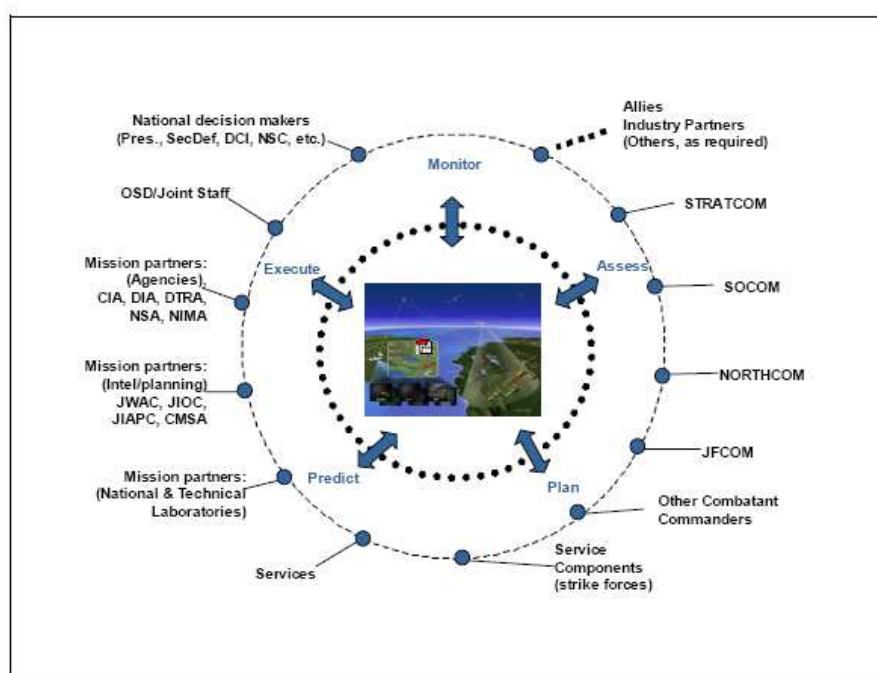 National decision makers
(Pres., SecDef, DCI, NSC, etc.)
Allies
Industry Partners
(Others, as required)
Monitor
OSD/Joint Staff
STRATCOM
Mission partners:
(Agencies),
CIA, DIA, DTRA,
NSA, NIMA
Execute
Assess
SOCOM
Mission partners:
(Intel/planning)
JWAC, JIOC,
JIAPC, CMSA
NORTHCOM
JFCOM
Mission partners:
(National & Technical
Laboratories)
Predict
Plan
Other Combatant
Commanders
Services
Service
Components
(strike forces)